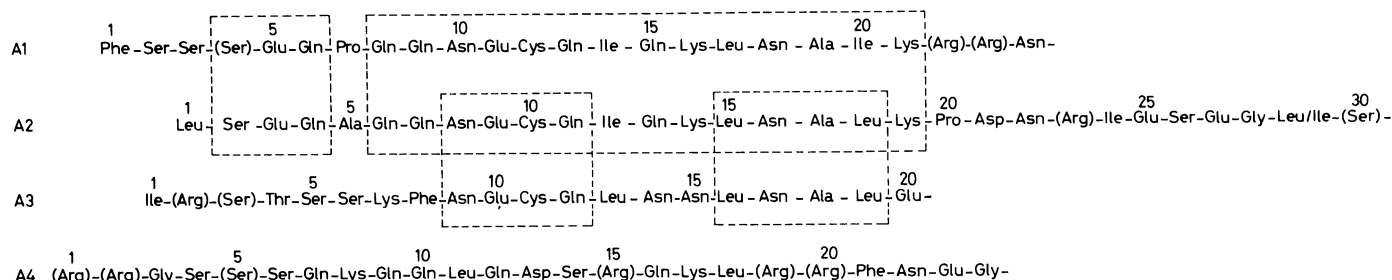 1 5 10 15 20
A1 Phe-Ser-Ser-(Ser)-Glu-Gln-Pro-Gln-Gln-Asn-Glu-Cys-Gln-Ile-Gln-Lys-Leu-Asn-Ala-Ile-Lys-(Arg)-(Arg)-Asn-
1 5 10 15 20 25 30
A2 Leu-Ser-Glu-Gln-Ala-Gln-Gln-Asn-Glu-Cys-Gln-Ile-Gln-Lys-Leu-Asn-Ala-Leu-Lys-Pro-Asp-Asn-(Arg)-Ile-Glu-Ser-Glu-Gly-Leu/Ile-(Ser)-
1 5 10 15 20
A3 Ile-(Arg)-(Ser)-Thr-Ser-Ser-Lys-Phe-Asn-Glu-Cys-Gln-Leu-Asn-Asn-Leu-Asn-Ala-Leu-Glu-
1 5 10 15 20
A4 (Arg)-(Arg)-Gly-Ser-(Ser)-Ser-Gln-Lys-Gln-Gln-Leu-Gln-Asp-Ser-(Arg)-Gln-Lys-Leu-(Arg)-(Arg)-Phe-Asn-Glu-Gly-